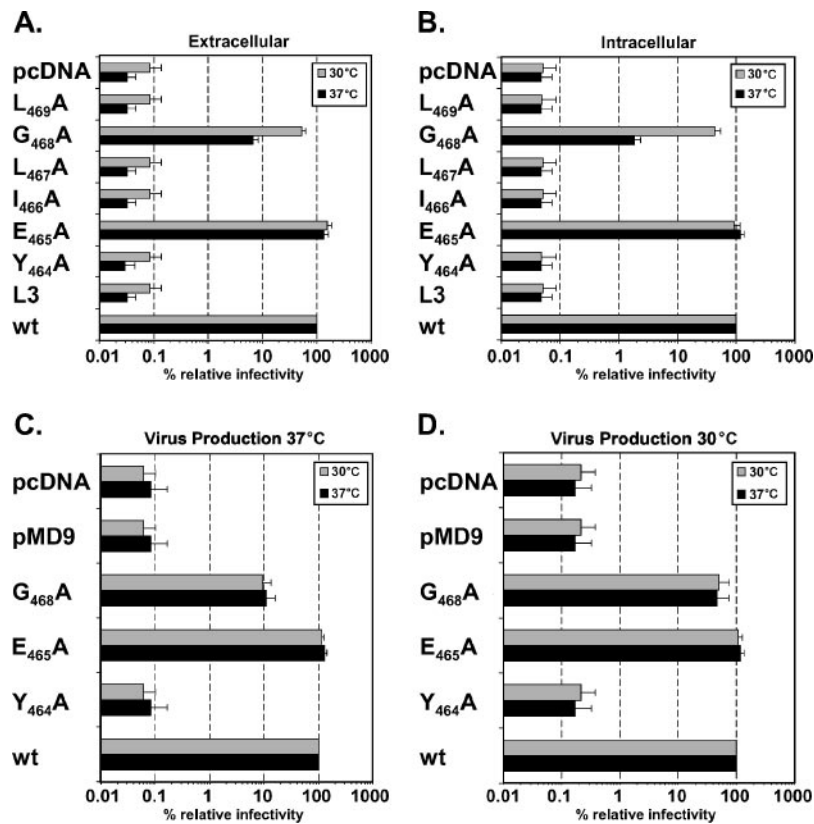 A.
Extracellular
pcDNA
L469A
G468A
L467A
I466A
E465A
Y464A
L3
wt
30°C
37°C
0.01 0.1 1 10 100 1000
% relative infectivity
B.
Intracellular
pcDNA
L469A
G468A
L467A
I466A
E465A
Y464A
L3
wt
30°C
37°C
0.01 0.1 1 10 100 1000
% relative infectivity
C.
Virus Production 37°C
pcDNA
pMD9
G468A
E465A
Y464A
wt
30°C
37°C
0.01 0.1 1 10 100 1000
% relative infectivity
D.
Virus Production 30°C
pcDNA
pMD9
G468A
E465A
Y464A
wt
30°C
37°C
0.01 0.1 1 10 100 1000
% relative infectivity